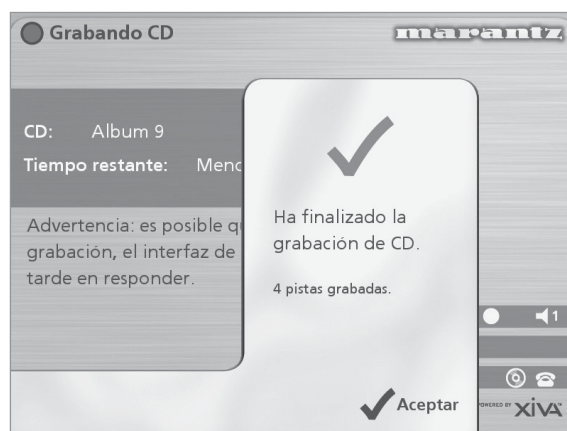 Grabando CD
marantz
CD: Album 9
Tiempo restante:
Advertencia: es posible
grabación, el interfaz de
tarde en responder.
Ha finalizado la
grabación de CD.
4 pistas grabadas.
1
Aceptar
POWERED BY XiVA